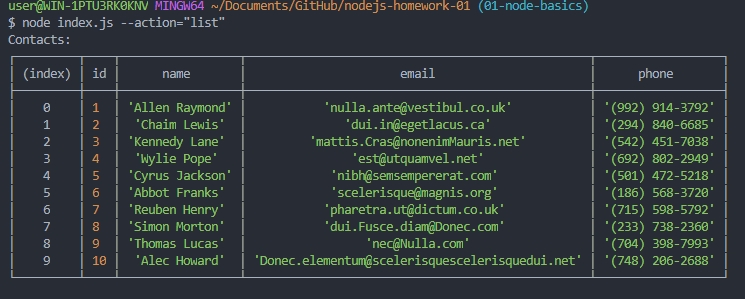 user@WIN-1PTU3RK0KNV MINGW64 ~/Documents/GitHub/nodejs-homework-01 (01-node-basics)
$ node index.js --action="list"
Contacts:
(index) id name email phone
0 1 'Allen Raymond' 'nulla.ante@vestibul.co.uk' '(992) 914-3792'
1 2 'Chaim Lewis' 'dui.in@egetlacus.ca' '(294) 840-6685'
2 3 'Kennedy Lane' 'mattis.Cras@nonenimMauris.net' '(542) 451-7038'
3 4 'Wylie Pope' 'est@utquamvel.net' '(692) 802-2949'
4 5 'Cyrus Jackson' 'nibh@semsempererat.com' '(501) 472-5218'
5 6 'Abbot Franks' 'scelerisque@magnis.org' '(186) 568-3720'
6 7 'Reuben Henry' 'pharetra.ut@dictum.co.uk' '(715) 598-5792'
7 8 'Simon Morton' 'dui.Fusce.diam@Donec.com' '(233) 738-2360'
8 9 'Thomas Lucas' 'nec@Nulla.com' '(704) 398-7993'
9 10 'Alec Howard' 'Donec.elementum@scelerisquescelerisquedui.net' '(748) 206-2688'